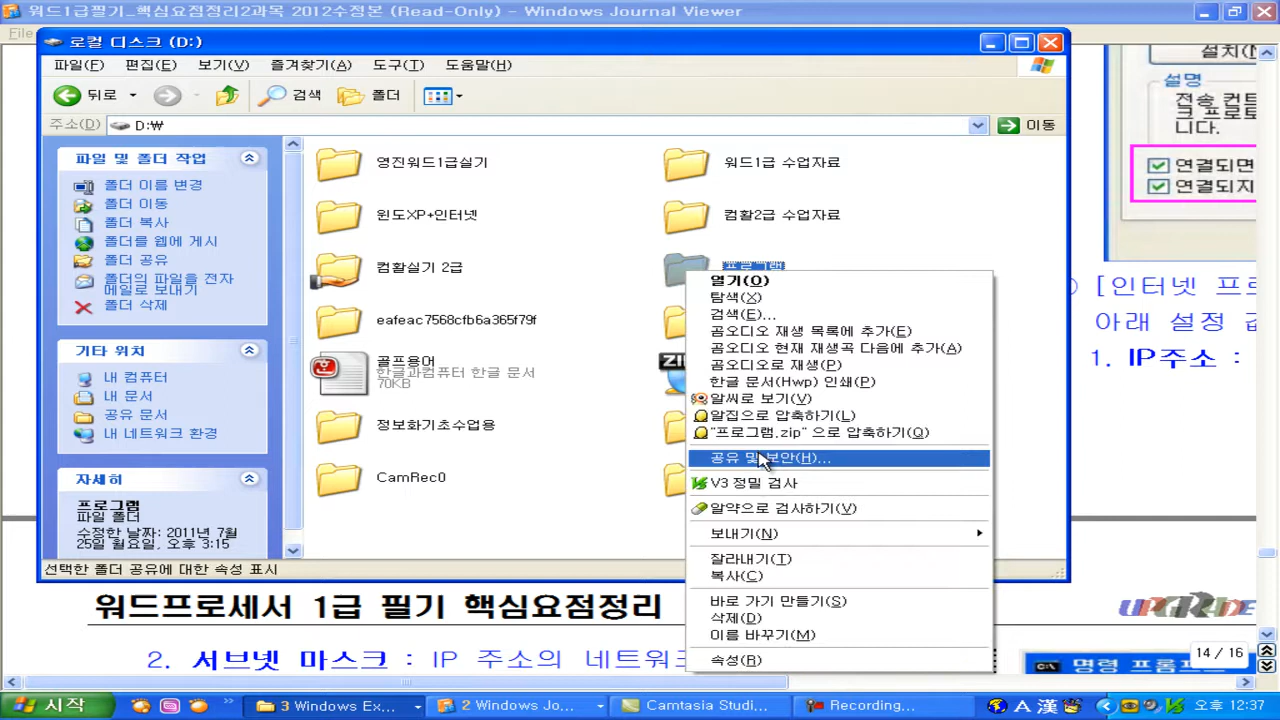 워드1급필기_핵심요점정리2과목 2012수정본 (Read-Only) - Windows Journal Viewer
File
로컬 디스크 (D:)
파일(F) 편집(E) 보기(V) 즐겨찾기(A) 도구(T) 도움말(H)
뒤로 검색 폴더
주소(D) D:₩ 이동
파일 및 폴더 작업
폴더 이름 변경
폴더 이동
폴더 복사
폴더를 웹에 게시
폴더 공유
폴더의 파일을 전자
메일로 보내기
폴더 삭제
기타 위치
내 컴퓨터
내 문서
공유 문서
내 네트워크 환경
자세히
프로그램
파일 폴더
수정한 날짜: 2011년 7월
25일 월요일, 오후 3:15
영진워드1급실기
워드1급 수업자료
윈도XP+인터넷
컴활2급 수업자료
컴활실기 2급
프로그램
eafeac7568cfb6a365f79f
골프용어
한글과컴퓨터 한글 문서
70KB
정보화기초수업용
CamRec0
열기(O)
탐색(X)
검색(E)...
곰오디오 재생 목록에 추가(E)
곰오디오 현재 재생곡 다음에 추가(A)
곰오디오로 재생(P)
한글 문서(Hwp) 인쇄(P)
알씨로 보기(V)
알집으로 압축하기(L)
"프로그램.zip" 으로 압축하기(Q)
공유 및 보안(H)...
V3 정밀 검사
알약으로 검사하기(V)
보내기(N)
잘라내기(T)
복사(C)
바로 가기 만들기(S)
삭제(D)
이름 바꾸기(M)
속성(R)
선택한 폴더 공유에 대한 속성 표시
설치(N
설명
전송 컨트
크 프로토
니다.
연결되면
연결되지
[인터넷 프로
아래 설정 값
1. IP주소 :
워드프로세서 1급 필기 핵심요점정리
UPGRADE
2. 서브넷 마스크 : IP 주소의 네트워크
14 / 16
명령 프롬프트
시작
3 Windows Ex...
2 Windows Jo...
Camtasia Studi...
Recording...
A 漢
오후 12:37